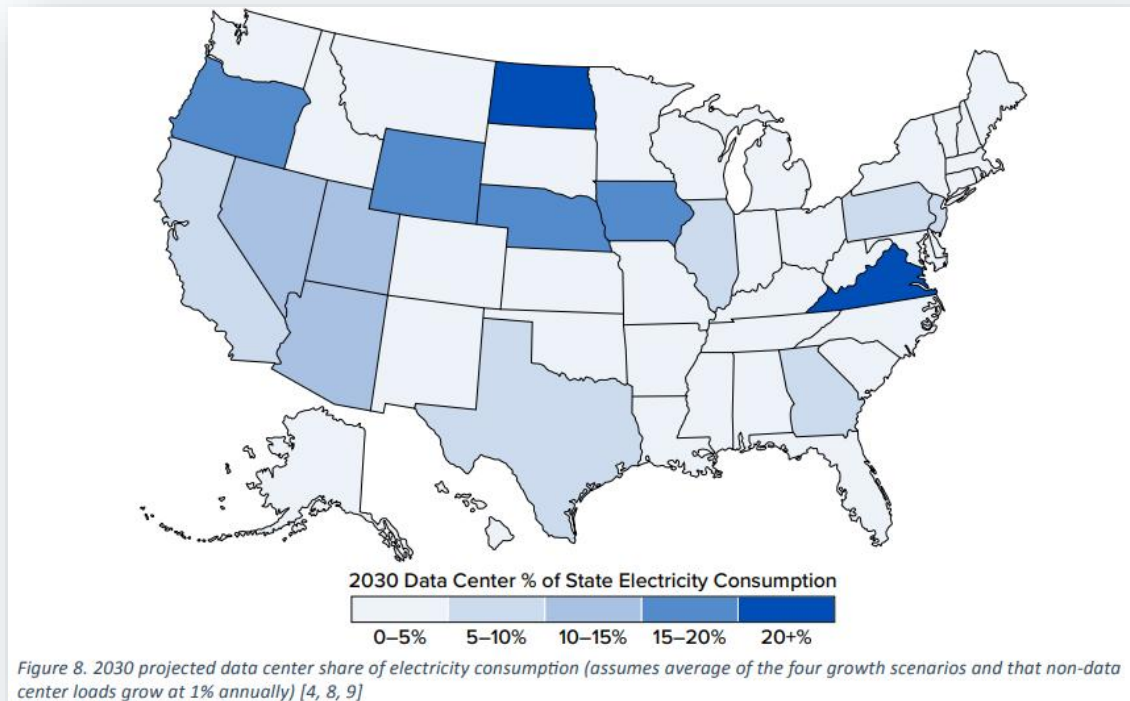 2030 Data Center % of State Electricity Consumption
0–5% 5–10% 10–15% 15–20% 20+%
Figure 8. 2030 projected data center share of electricity consumption (assumes average of the four growth scenarios and that non-data
center loads grow at 1% annually) [4, 8, 9]